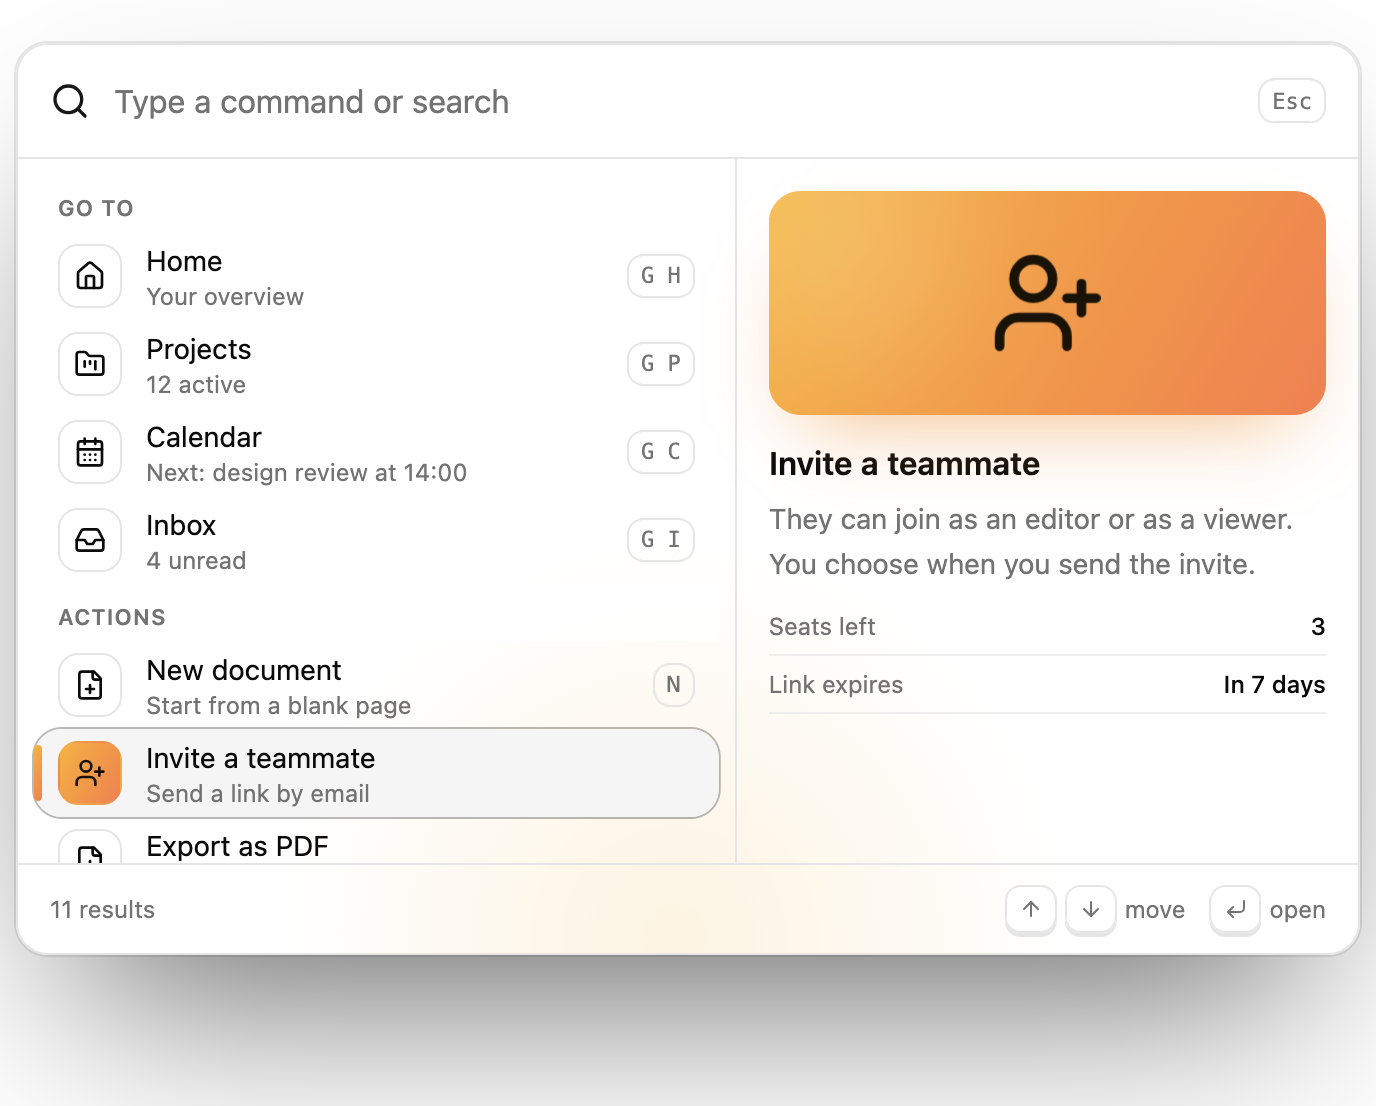 Type a command or search
Esc
GO TO
Home
Your overview
G H
Projects
12 active
G P
Calendar
Next: design review at 14:00
G C
Inbox
4 unread
G I
ACTIONS
New document
Start from a blank page
N
Invite a teammate
Send a link by email
Export as PDF
Invite a teammate
They can join as an editor or as a viewer.
You choose when you send the invite.
Seats left 3
Link expires In 7 days
11 results
↑ ↓ move ↵ open